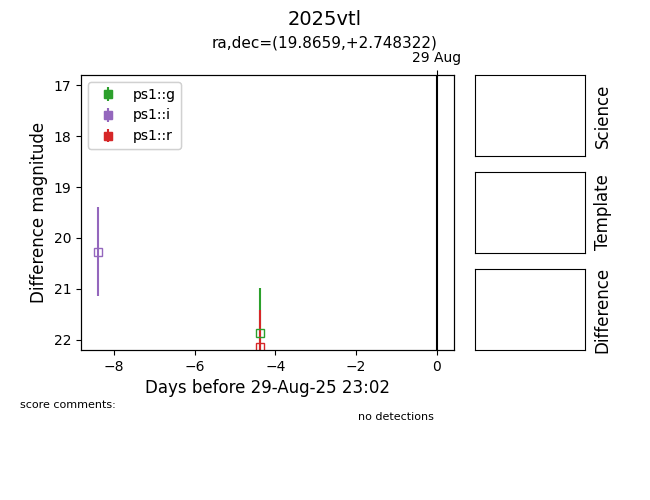 2025vtl
ra,dec=(19.8659,+2.748322)
29 Aug
ps1::g
ps1::i
ps1::r
17
18
19
20
21
22
Difference magnitude
−8
−6
−4
−2
0
Days before 29-Aug-25 23:02
Science
Template
Difference
score comments:
no detections